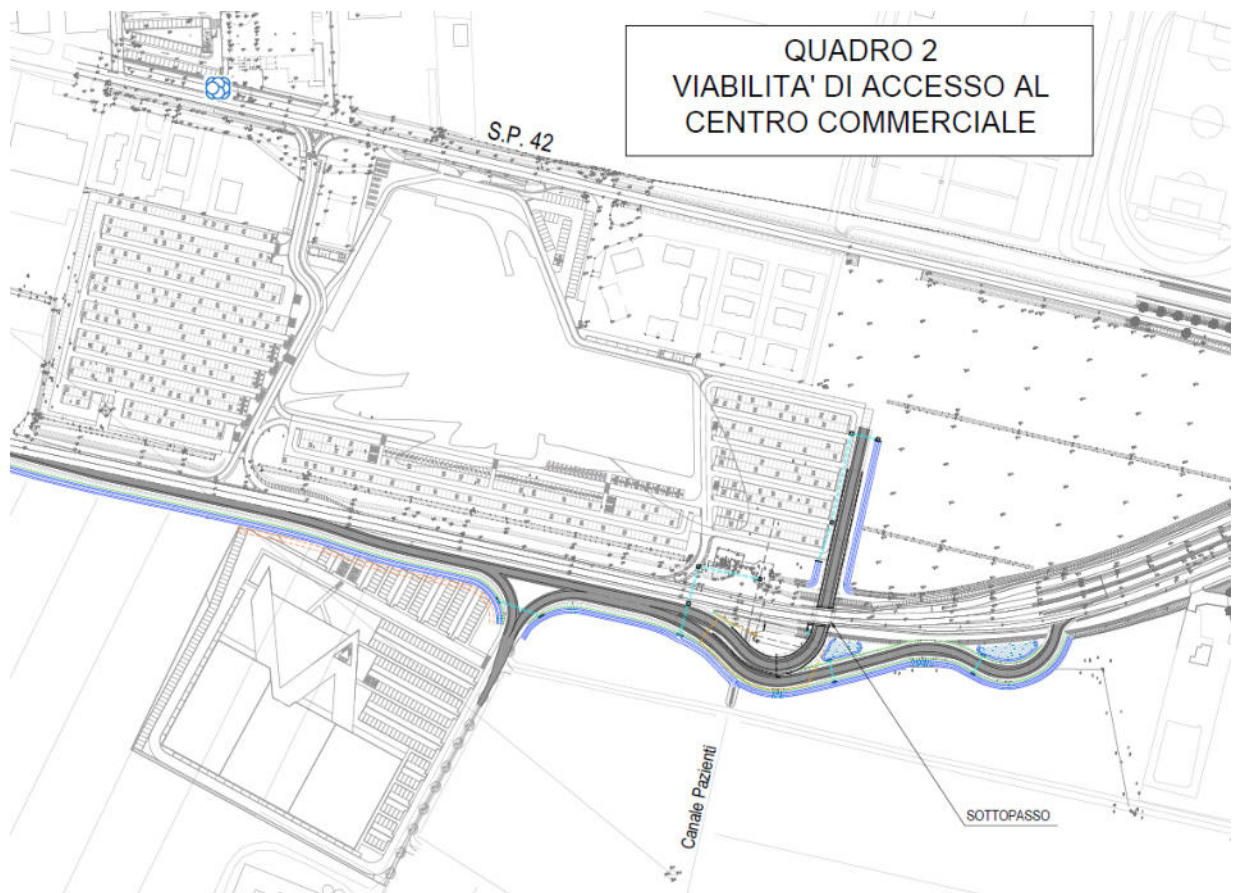 QUADRO 2
VIABILITA' DI ACCESSO AL
CENTRO COMMERCIALE
S.P. 42
Canale Pazienti
SOTTOPASSO